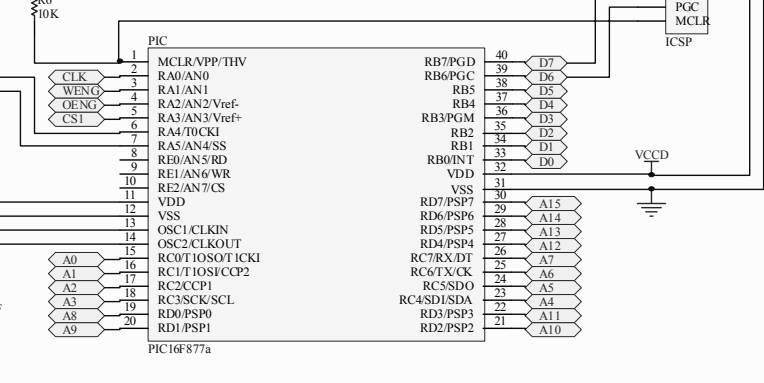 R6
10K
PGC
MCLR
ICSP
PIC
1 MCLR/VPP/THV RB7/PGD 40 D7
CLK 2 RA0/AN0 RB6/PGC 39 D6
WENG 3 RA1/AN1 RB5 38 D5
OENG 4 RA2/AN2/Vref- RB4 37 D4
CS1 5 RA3/AN3/Vref+ RB3/PGM 36 D3
6 RA4/T0CKI RB2 35 D2
7 RA5/AN4/SS RB1 34 D1
8 RE0/AN5/RD RB0/INT 33 D0
VCCD
9 RE1/AN6/WR VDD 32
10 RE2/AN7/CS VSS 31
11 VDD RD7/PSP7 30 A15
12 VSS RD6/PSP6 29 A14
13 OSC1/CLKIN RD5/PSP5 28 A13
14 OSC2/CLKOUT RD4/PSP4 27 A12
A0 15 RC0/T1OSO/T1CKI RC7/RX/DT 26 A7
A1 16 RC1/T1OSI/CCP2 RC6/TX/CK 25 A6
A2 17 RC2/CCP1 RC5/SDO 24 A5
A3 18 RC3/SCK/SCL RC4/SDI/SDA 23 A4
A8 19 RD0/PSP0 RD3/PSP3 22 A11
A9 20 RD1/PSP1 RD2/PSP2 21 A10
PIC16F877a